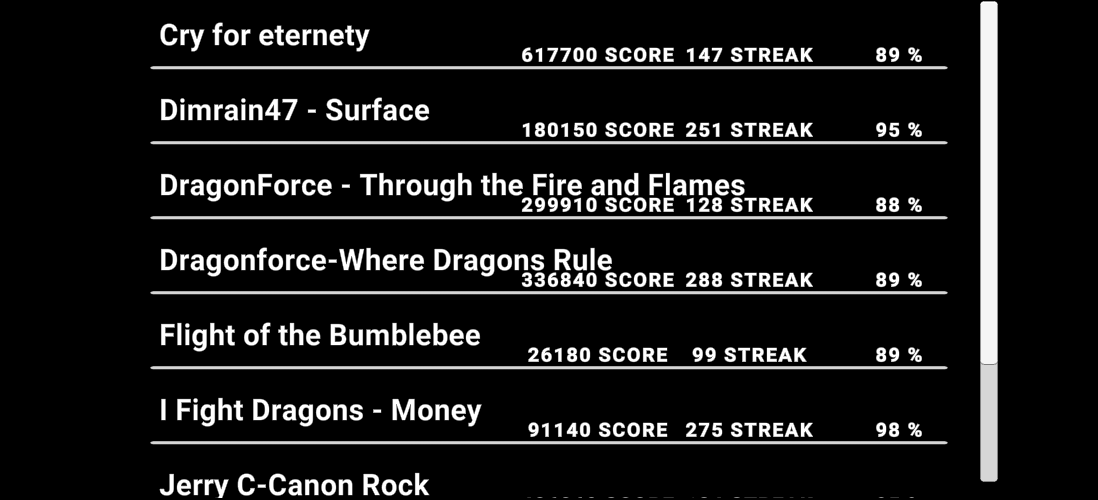 Cry for eternety
617700 SCORE 147 STREAK 89 %
Dimrain47 - Surface
180150 SCORE 251 STREAK 95 %
DragonForce - Through the Fire and Flames
299910 SCORE 128 STREAK 88 %
Dragonforce-Where Dragons Rule
336840 SCORE 288 STREAK 89 %
Flight of the Bumblebee
26180 SCORE 99 STREAK 89 %
I Fight Dragons - Money
91140 SCORE 275 STREAK 98 %
Jerry C-Canon Rock